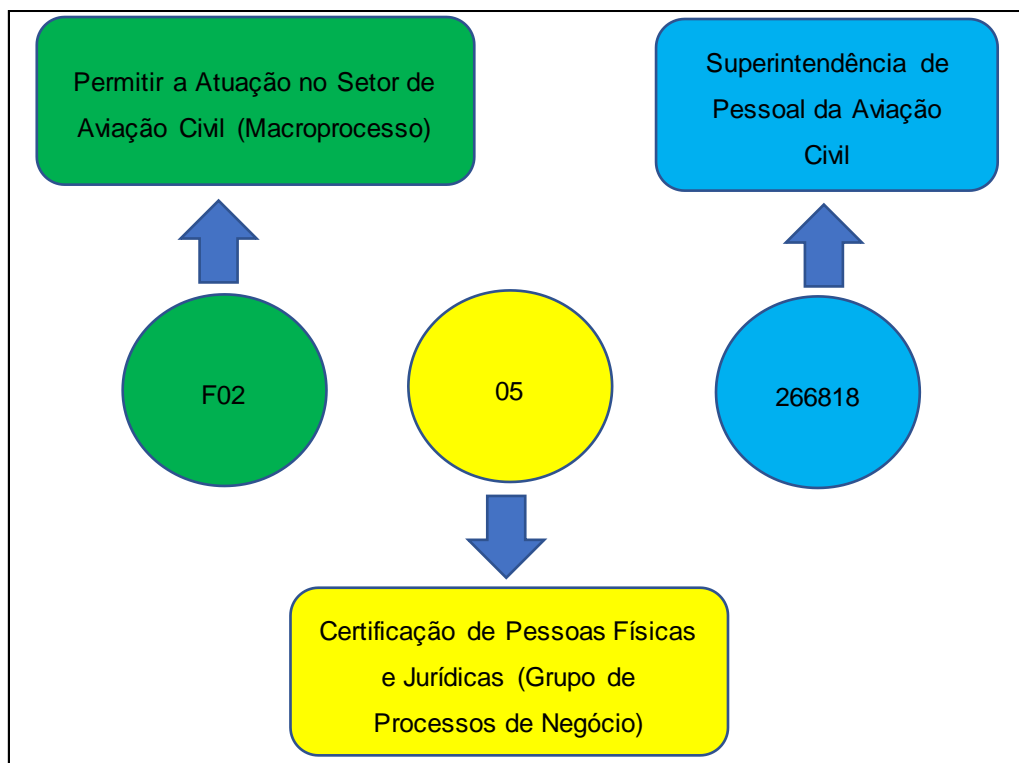 Permitir a Atuação no Setor de
Aviação Civil (Macroprocesso)
Superintendência de
Pessoal da Aviação
Civil
F02
05
266818
Certificação de Pessoas Físicas
e Jurídicas (Grupo de
Processos de Negócio)